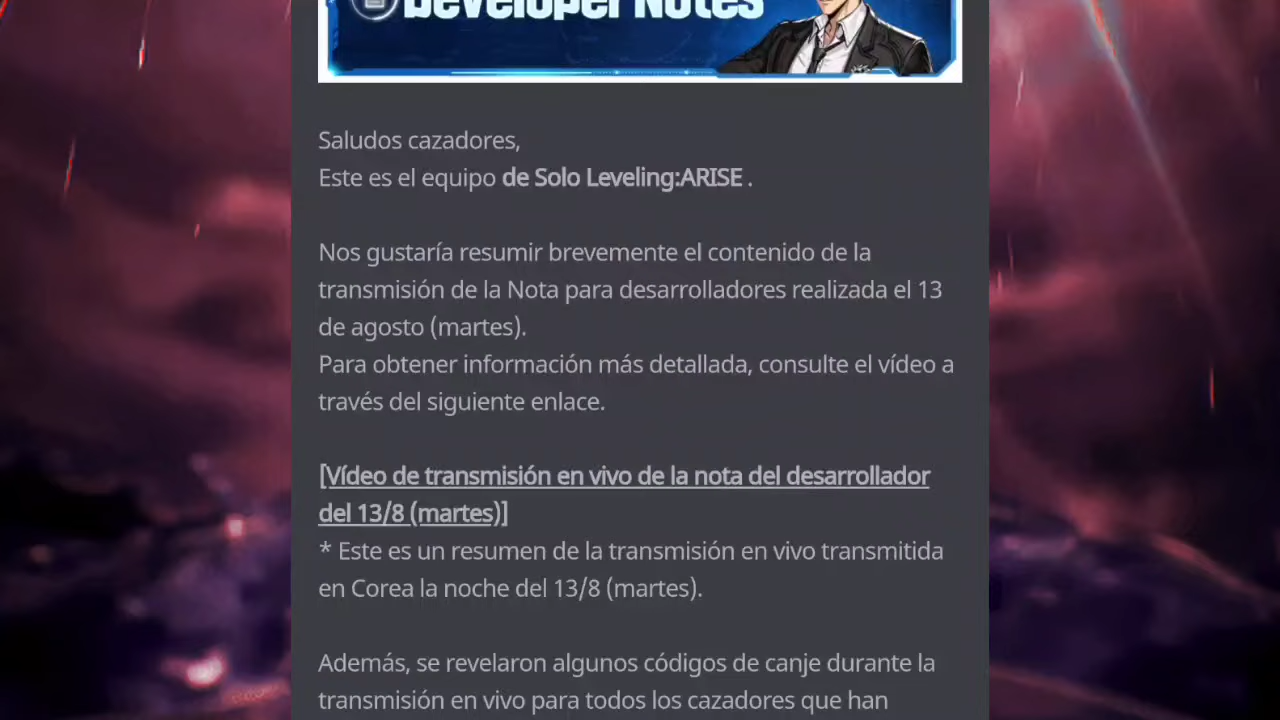 Developer Notes
Saludos cazadores,
Este es el equipo de Solo Leveling:ARISE .
Nos gustaría resumir brevemente el contenido de la
transmisión de la Nota para desarrolladores realizada el 13
de agosto (martes).
Para obtener información más detallada, consulte el vídeo a
través del siguiente enlace.
[Vídeo de transmisión en vivo de la nota del desarrollador
del 13/8 (martes)]
* Este es un resumen de la transmisión en vivo transmitida
en Corea la noche del 13/8 (martes).
Además, se revelaron algunos códigos de canje durante la
transmisión en vivo para todos los cazadores que han